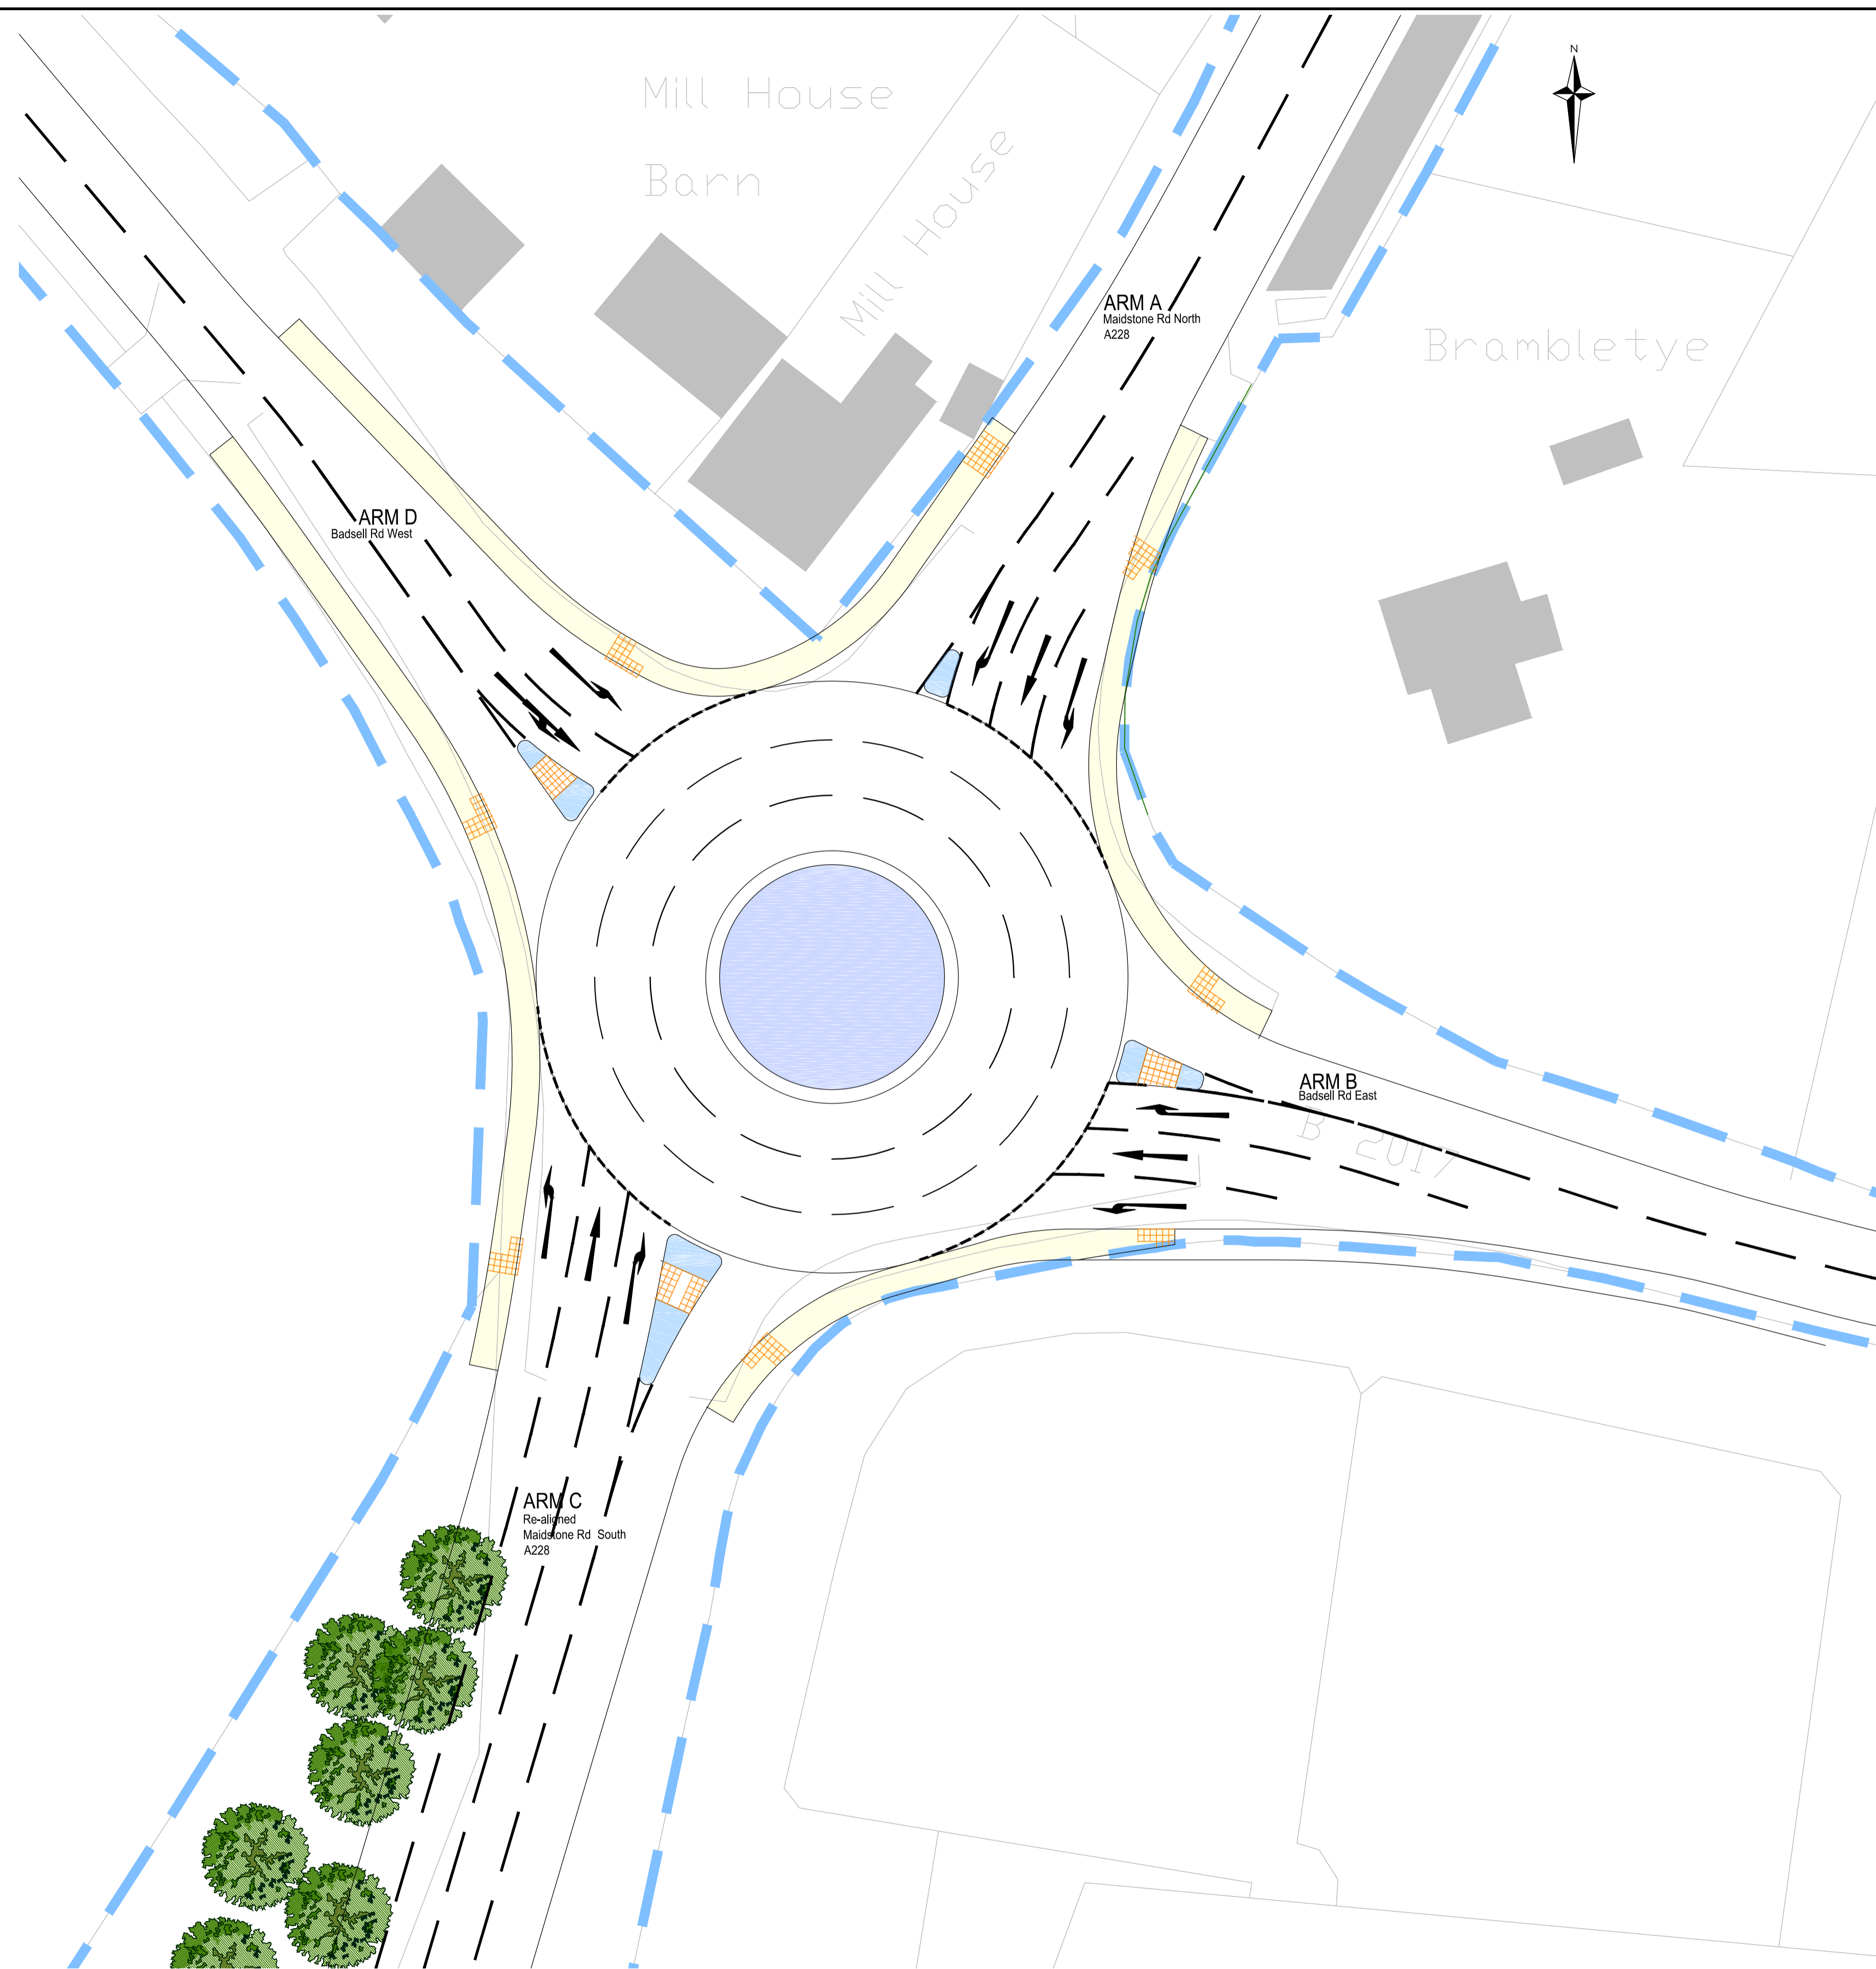 N
Mill House
Barn
Mill House
ARM A
Maidstone Rd North
A228
Brambletye
ARM D
Badsell Rd West
ARM B
Badsell Rd East
B 2017
ARM C
Re-aligned
Maidstone Rd South
A228